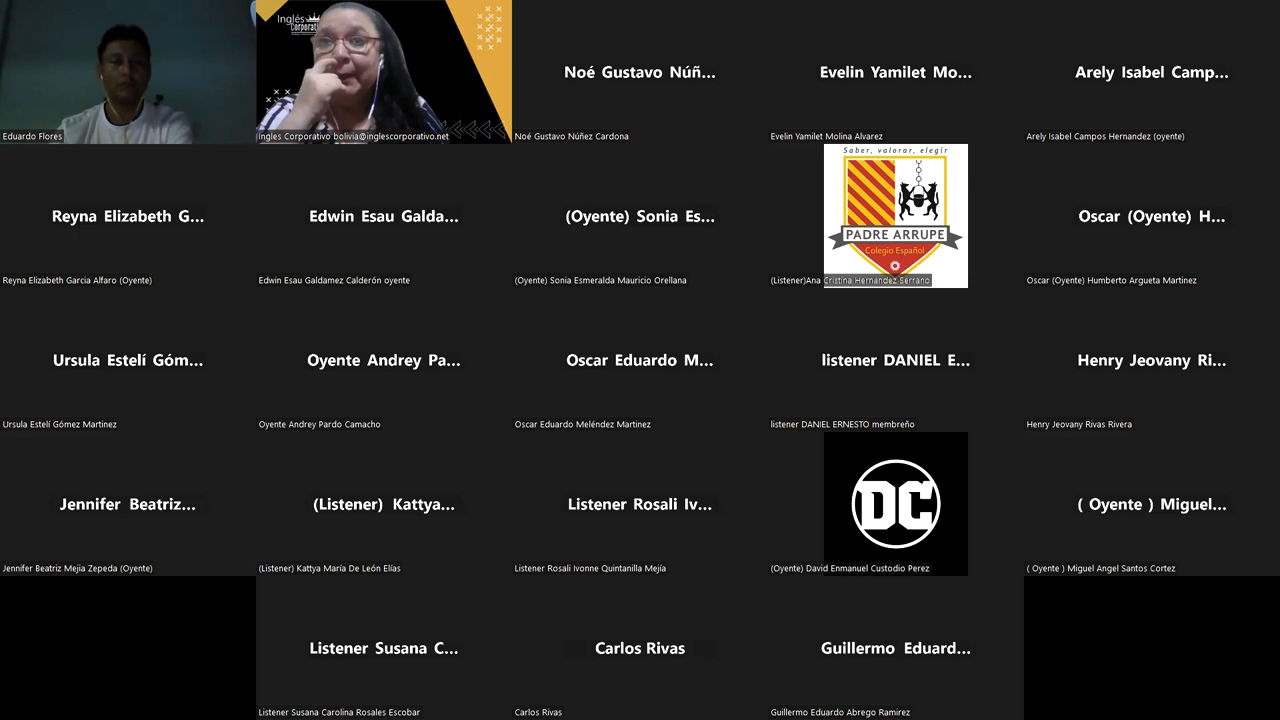 Inglés
Corporativo
Noé Gustavo Núñ...
Evelin Yamilet Mo...
Arely Isabel Camp...
Eduardo Flores
Ingles Corporativo bolivia@inglescorporativo.net
Noé Gustavo Núñez Cardona
Evelin Yamilet Molina Alvarez
Arely Isabel Campos Hernandez (oyente)
Saber, valorar, elegir
Reyna Elizabeth G...
Edwin Esau Galda...
(Oyente) Sonia Es...
PADRE ARRUPE
Colegio Español
Oscar (Oyente) H...
Reyna Elizabeth Garcia Alfaro (Oyente)
Edwin Esau Galdamez Calderón oyente
(Oyente) Sonia Esmeralda Mauricio Orellana
(Listener)Ana Cristina Hernandez Serrano
Oscar (Oyente) Humberto Argueta Martinez
Ursula Estelí Góm...
Oyente Andrey Pa...
Oscar Eduardo M...
listener DANIEL E...
Henry Jeovany Ri...
Ursula Estelí Gómez Martinez
Oyente Andrey Pardo Camacho
Oscar Eduardo Meléndez Martinez
listener DANIEL ERNESTO membreño
Henry Jeovany Rivas Rivera
Jennifer Beatriz...
(Listener) Kattya...
Listener Rosali Iv...
DC
( Oyente ) Miguel...
Jennifer Beatriz Mejia Zepeda (Oyente)
(Listener) Kattya María De León Elías
Listener Rosali Ivonne Quintanilla Mejía
(Oyente) David Enmanuel Custodio Perez
( Oyente ) Miguel Angel Santos Cortez
Listener Susana C...
Carlos Rivas
Guillermo Eduard...
Listener Susana Carolina Rosales Escobar
Carlos Rivas
Guillermo Eduardo Abrego Ramirez